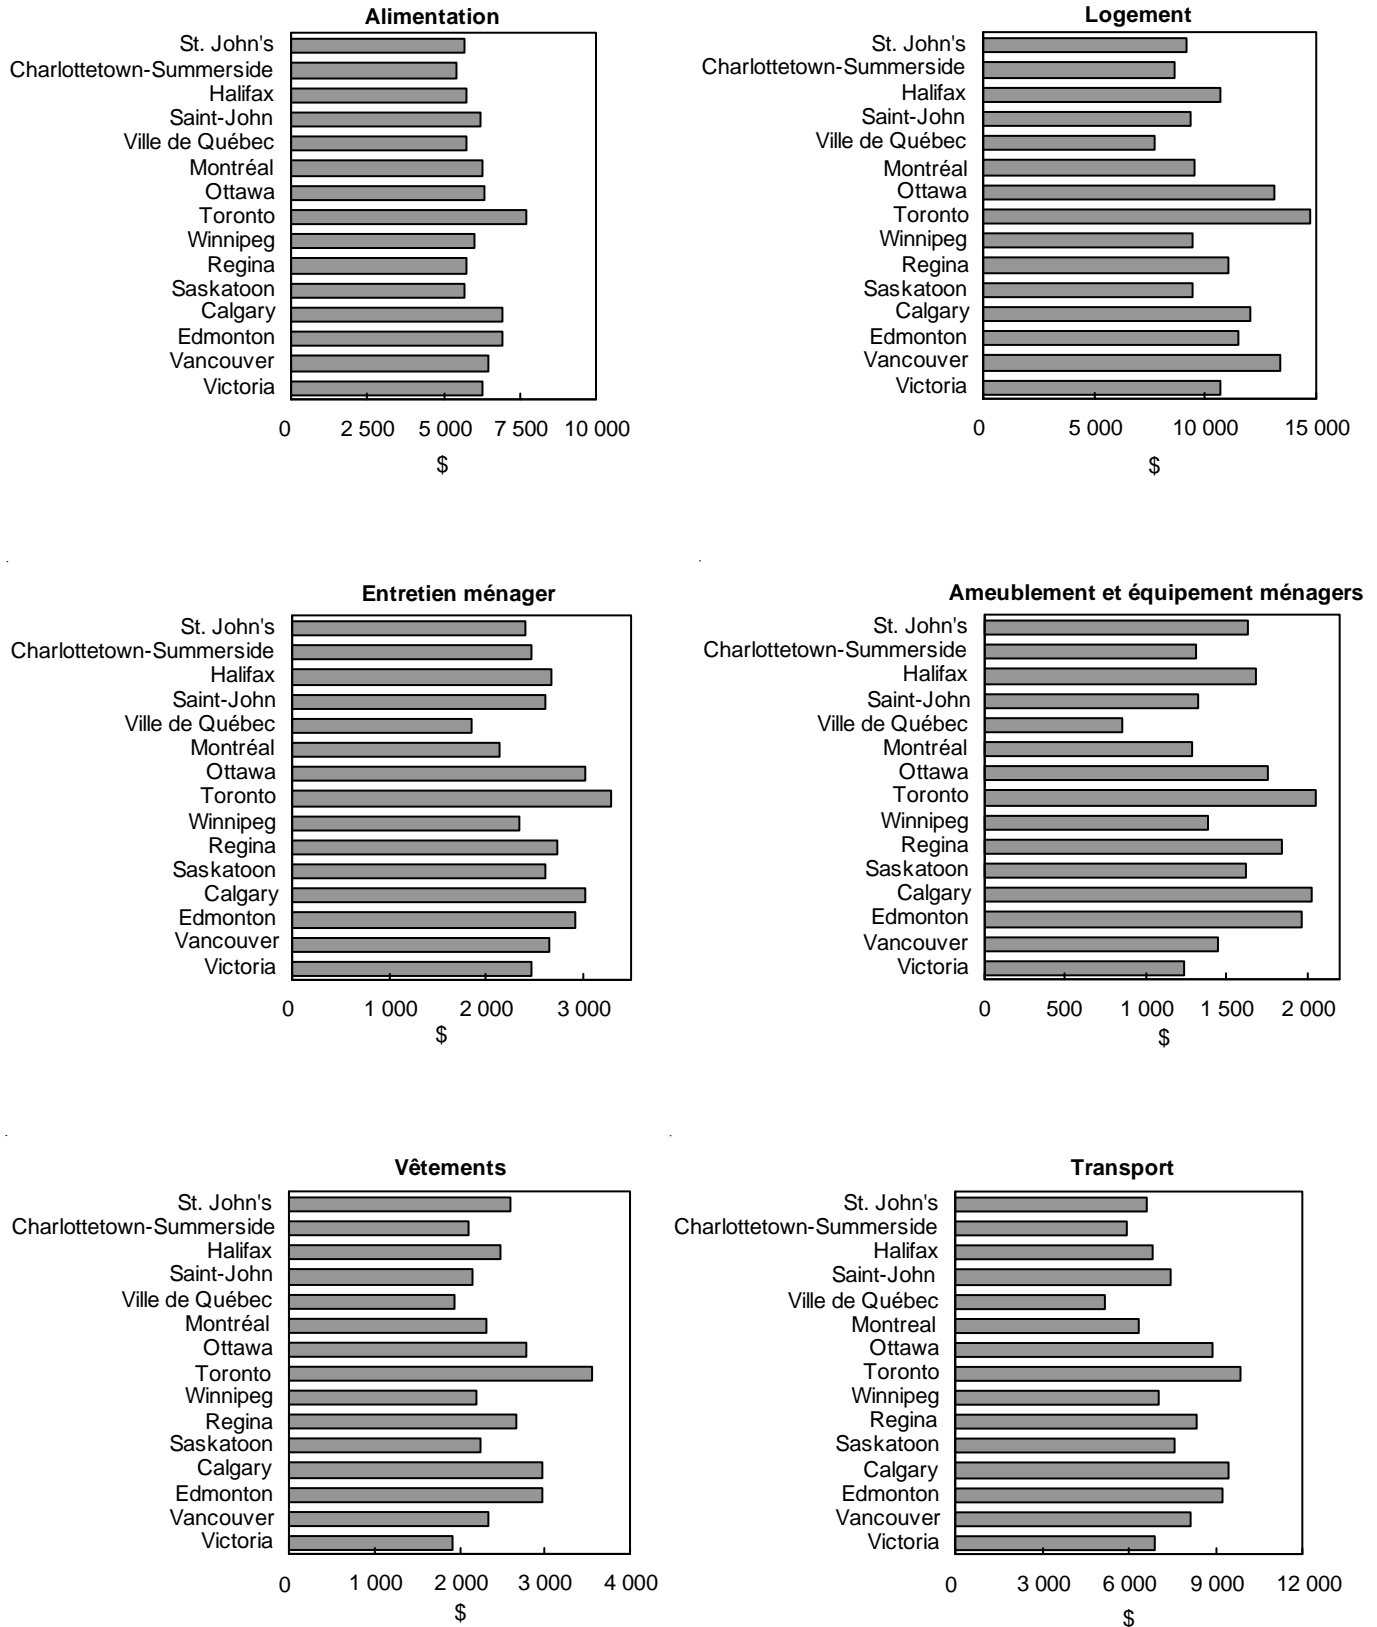 Alimentation
St. John's
Charlottetown-Summerside
Halifax
Saint-John
Ville de Québec
Montréal
Ottawa
Toronto
Winnipeg
Regina
Saskatoon
Calgary
Edmonton
Vancouver
Victoria
0 2 500 5 000 7 500 10 000
$
Logement
St. John's
Charlottetown-Summerside
Halifax
Saint-John
Ville de Québec
Montréal
Ottawa
Toronto
Winnipeg
Regina
Saskatoon
Calgary
Edmonton
Vancouver
Victoria
0 5 000 10 000 15 000
$
Entretien ménager
St. John's
Charlottetown-Summerside
Halifax
Saint-John
Ville de Québec
Montréal
Ottawa
Toronto
Winnipeg
Regina
Saskatoon
Calgary
Edmonton
Vancouver
Victoria
0 1 000 2 000 3 000
$
Ameublement et équipement ménagers
St. John's
Charlottetown-Summerside
Halifax
Saint-John
Ville de Québec
Montréal
Ottawa
Toronto
Winnipeg
Regina
Saskatoon
Calgary
Edmonton
Vancouver
Victoria
0 500 1 000 1 500 2 000
$
Vêtements
St. John's
Charlottetown-Summerside
Halifax
Saint-John
Ville de Québec
Montréal
Ottawa
Toronto
Winnipeg
Regina
Saskatoon
Calgary
Edmonton
Vancouver
Victoria
0 1 000 2 000 3 000 4 000
$
Transport
St. John's
Charlottetown-Summerside
Halifax
Saint-John
Ville de Québec
Montreal
Ottawa
Toronto
Winnipeg
Regina
Saskatoon
Calgary
Edmonton
Vancouver
Victoria
0 3 000 6 000 9 000 12 000
$